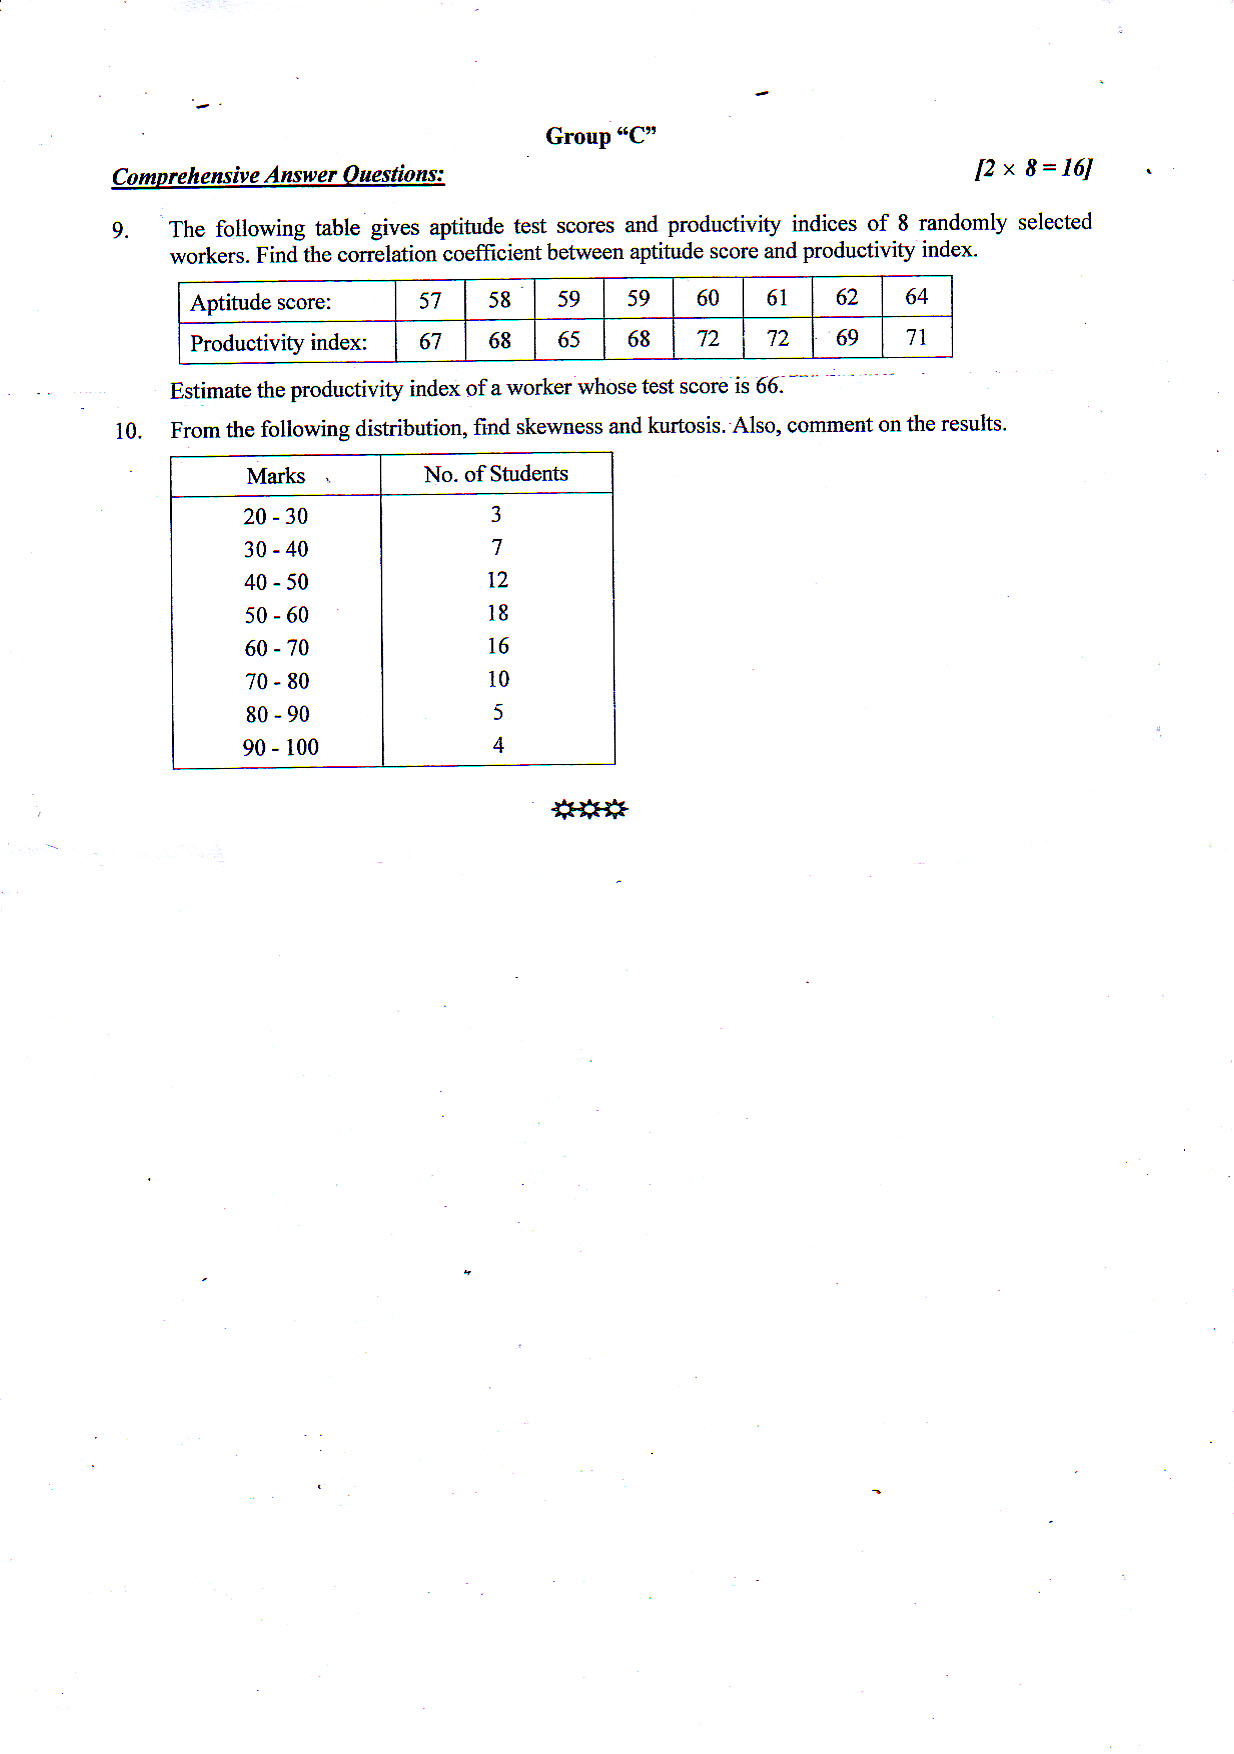 Group “C”
Comprehensive Answer Questions: [2 × 8 = 16]
9. The following table gives aptitude test scores and productivity indices of 8 randomly selected
workers. Find the correlation coefficient between aptitude score and productivity index.
Aptitude score: 57 58 59 59 60 61 62 64
Productivity index: 67 68 65 68 72 72 69 71
Estimate the productivity index of a worker whose test score is 66.
10. From the following distribution, find skewness and kurtosis. Also, comment on the results.
Marks No. of Students
20 - 30 3
30 - 40 7
40 - 50 12
50 - 60 18
60 - 70 16
70 - 80 10
80 - 90 5
90 - 100 4